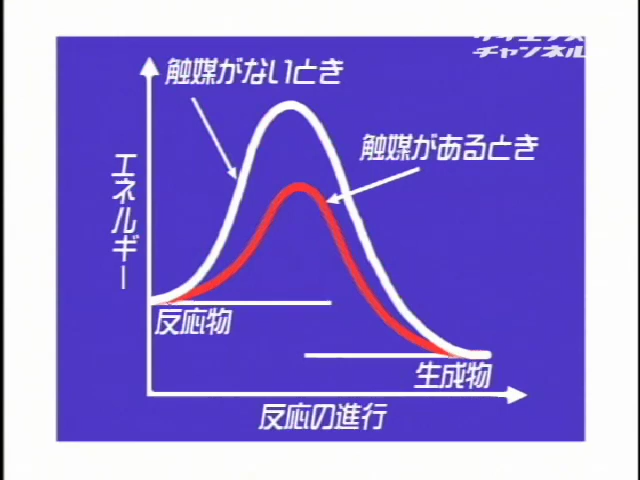 チャンネル
触媒がないとき
触媒があるとき
エネルギー
反応物
生成物
反応の進行